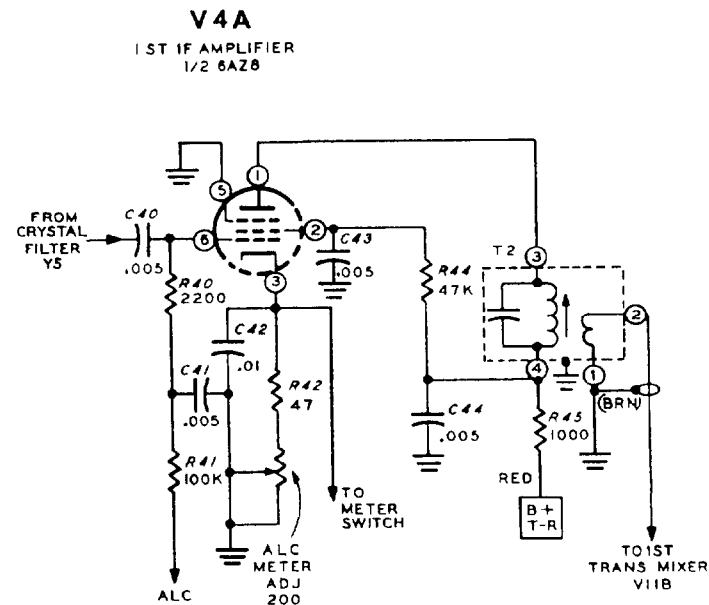 V4A
1ST IF AMPLIFIER
1/2 6AZ8
5
1
FROM
CRYSTAL
FILTER
Y5
C40
.005
6
2
C43
.005
3
R40
2200
C42
.01
C41
.005
R42
47
R41
100K
ALC
ALC
METER
ADJ
200
TO
METER
SWITCH
R44
47K
C44
.005
T2
3
2
4
1
(BRN)
R45
1000
RED
B+
T-R
TO 1ST
TRANS MIXER
V11B